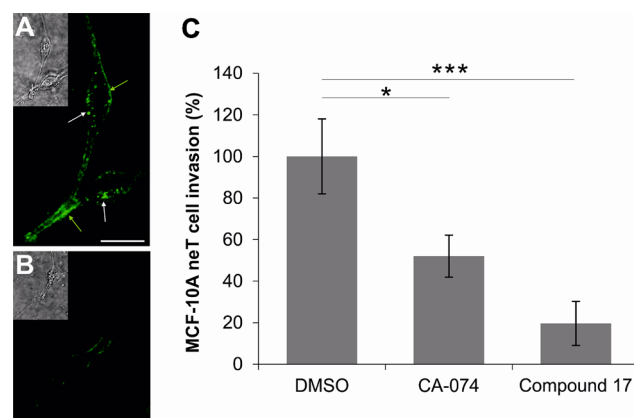 A
B
C
MCF-10A neT cell invasion (%)
140
120
100
80
60
40
20
0
***
*
DMSO
CA-074
Compound 17